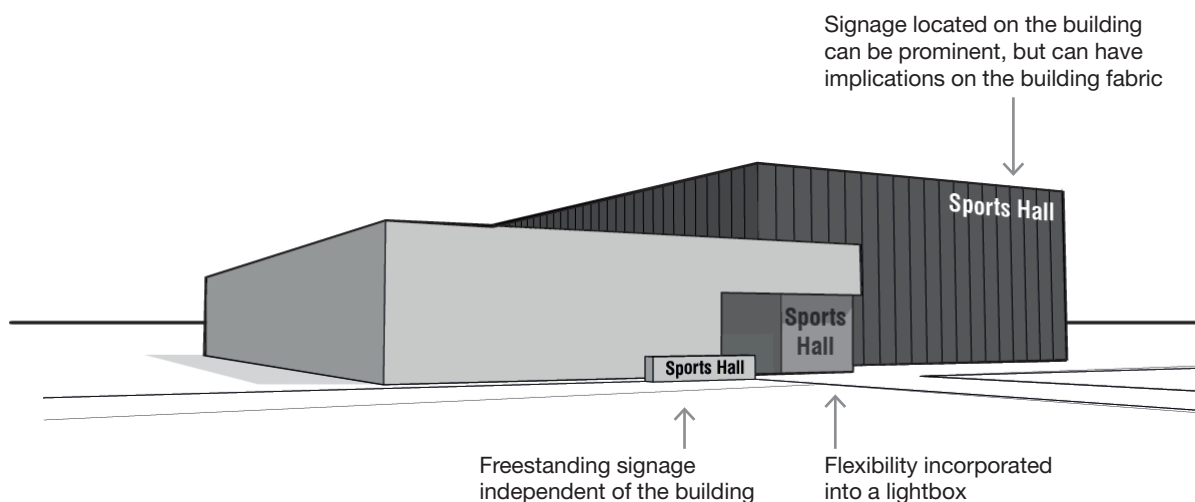 Signage located on the building
can be prominent, but can have
implications on the building fabric
Sports Hall
Sports
Hall
Sports Hall
Freestanding signage
independent of the building
Flexibility incorporated
into a lightbox